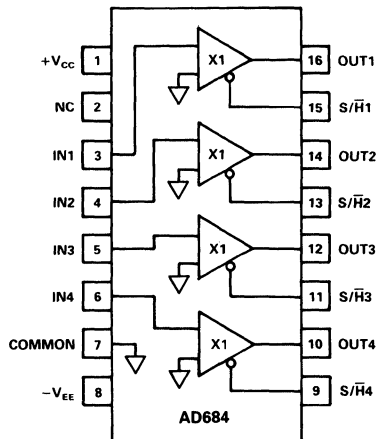 +VCC 1 X1 16 OUT1
NC 2 15 S/H̅1
IN1 3 14 OUT2
IN2 4 X1 13 S/H̅2
IN3 5 12 OUT3
X1
IN4 6 11 S/H̅3
COMMON 7 X1 10 OUT4
−VEE 8 9 S/H̅4
AD684